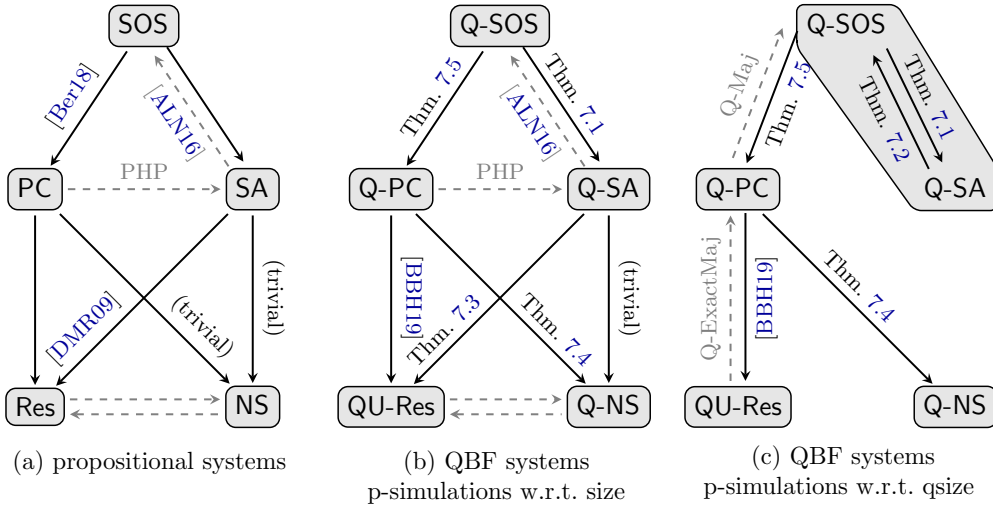 SOS
[Ber18]
[ALN16]
PC
PHP
SA
[DMR09]
(trivial)
(trivial)
Res
NS
(a) propositional systems
Q-SOS
Thm. 7.5
[ALN16]
Thm. 7.1
Q-PC
PHP
Q-SA
[BBH19]
Thm. 7.3
Thm. 7.4
(trivial)
QU-Res
Q-NS
(b) QBF systems
p-simulations w.r.t. size
Q-SOS
Q-Maj
Thm. 7.5
Thm. 7.1
Thm. 7.2
Q-PC
Q-SA
Q-ExactMaj
[BBH19]
Thm. 7.4
QU-Res
Q-NS
(c) QBF systems
p-simulations w.r.t. qsize